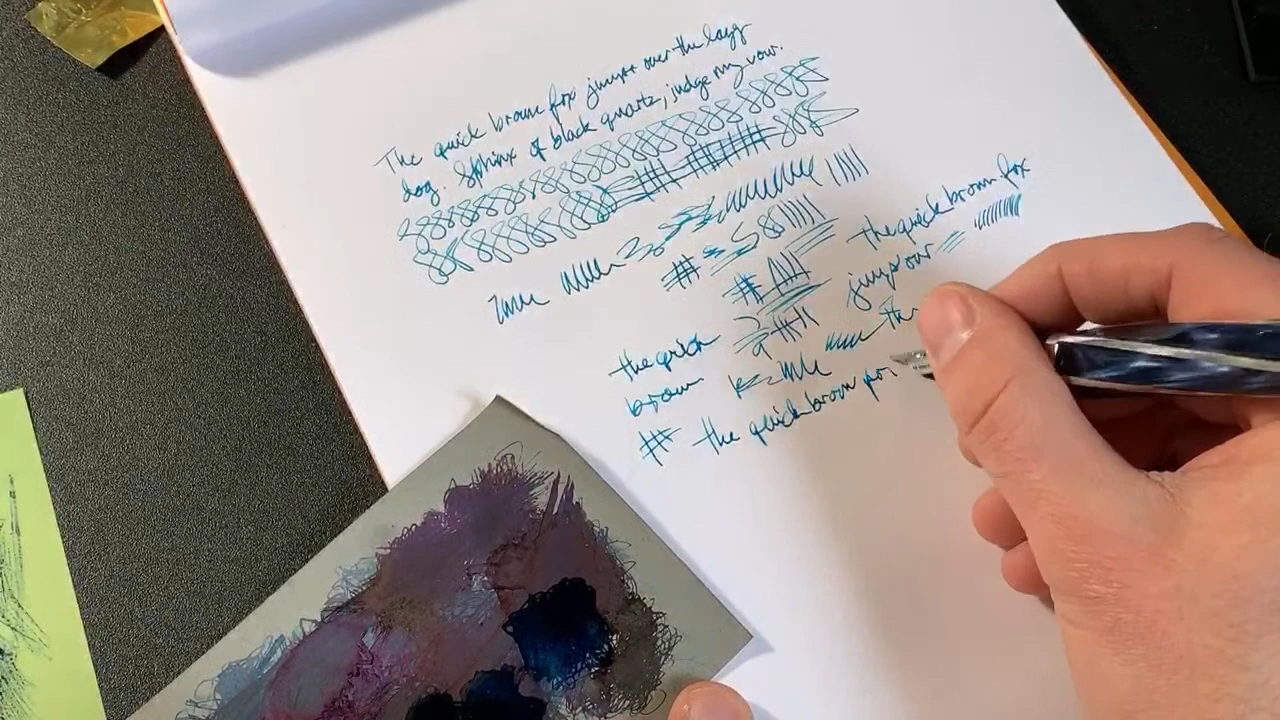 The quick brown fox jumps over the lazy
dog. Sphinx of black quartz, judge my vow.
the quick brown fox
jumps over
the quick
the
brown
the quick brown fox